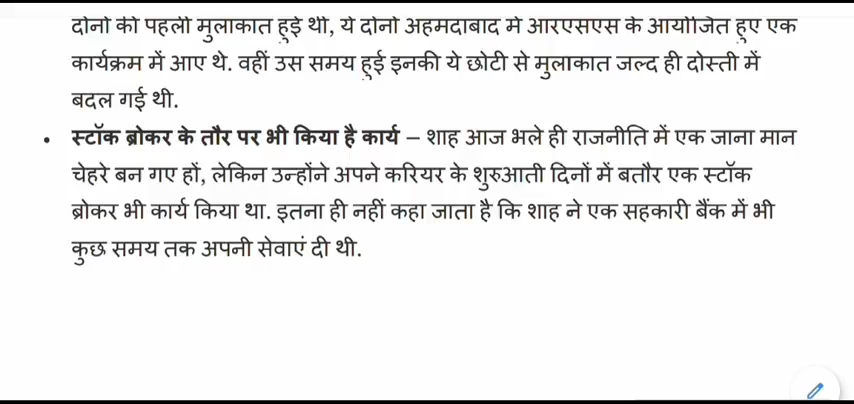 दोनों की पहली मुलाकात हुई थी, ये दोनों अहमदाबाद में आरएसएस के आयोजित हुए एक
कार्यक्रम में आए थे. वहीं उस समय हुई इनकी ये छोटी से मुलाकात जल्द ही दोस्ती में
बदल गई थी.
• स्टॉक ब्रोकर के तौर पर भी किया है कार्य – शाह आज भले ही राजनीति में एक जाना मान
चेहरे बन गए हों, लेकिन उन्होंने अपने करियर के शुरुआती दिनों में बतौर एक स्टॉक
ब्रोकर भी कार्य किया था. इतना ही नहीं कहा जाता है कि शाह ने एक सहकारी बैंक में भी
कुछ समय तक अपनी सेवाएं दी थी.